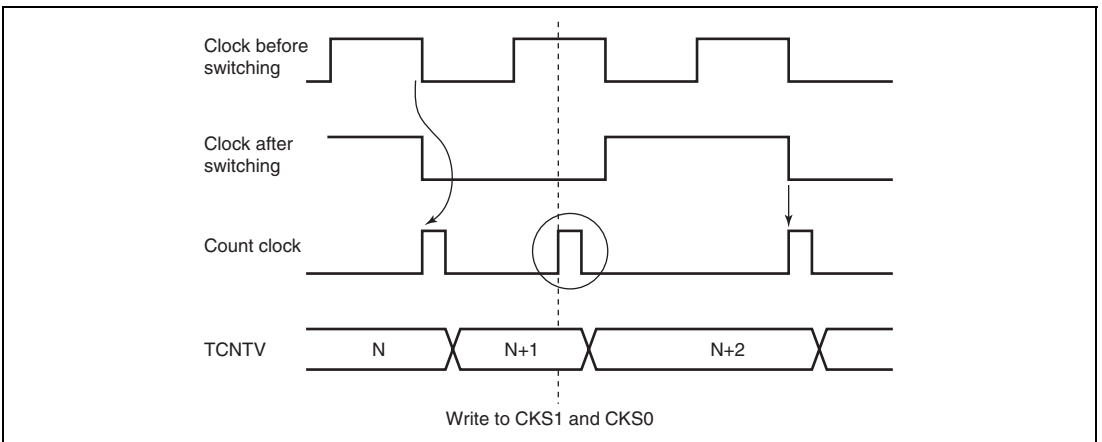 Clock before
switching
Clock after
switching
Count clock
TCNTV
N
N+1
N+2
Write to CKS1 and CKS0